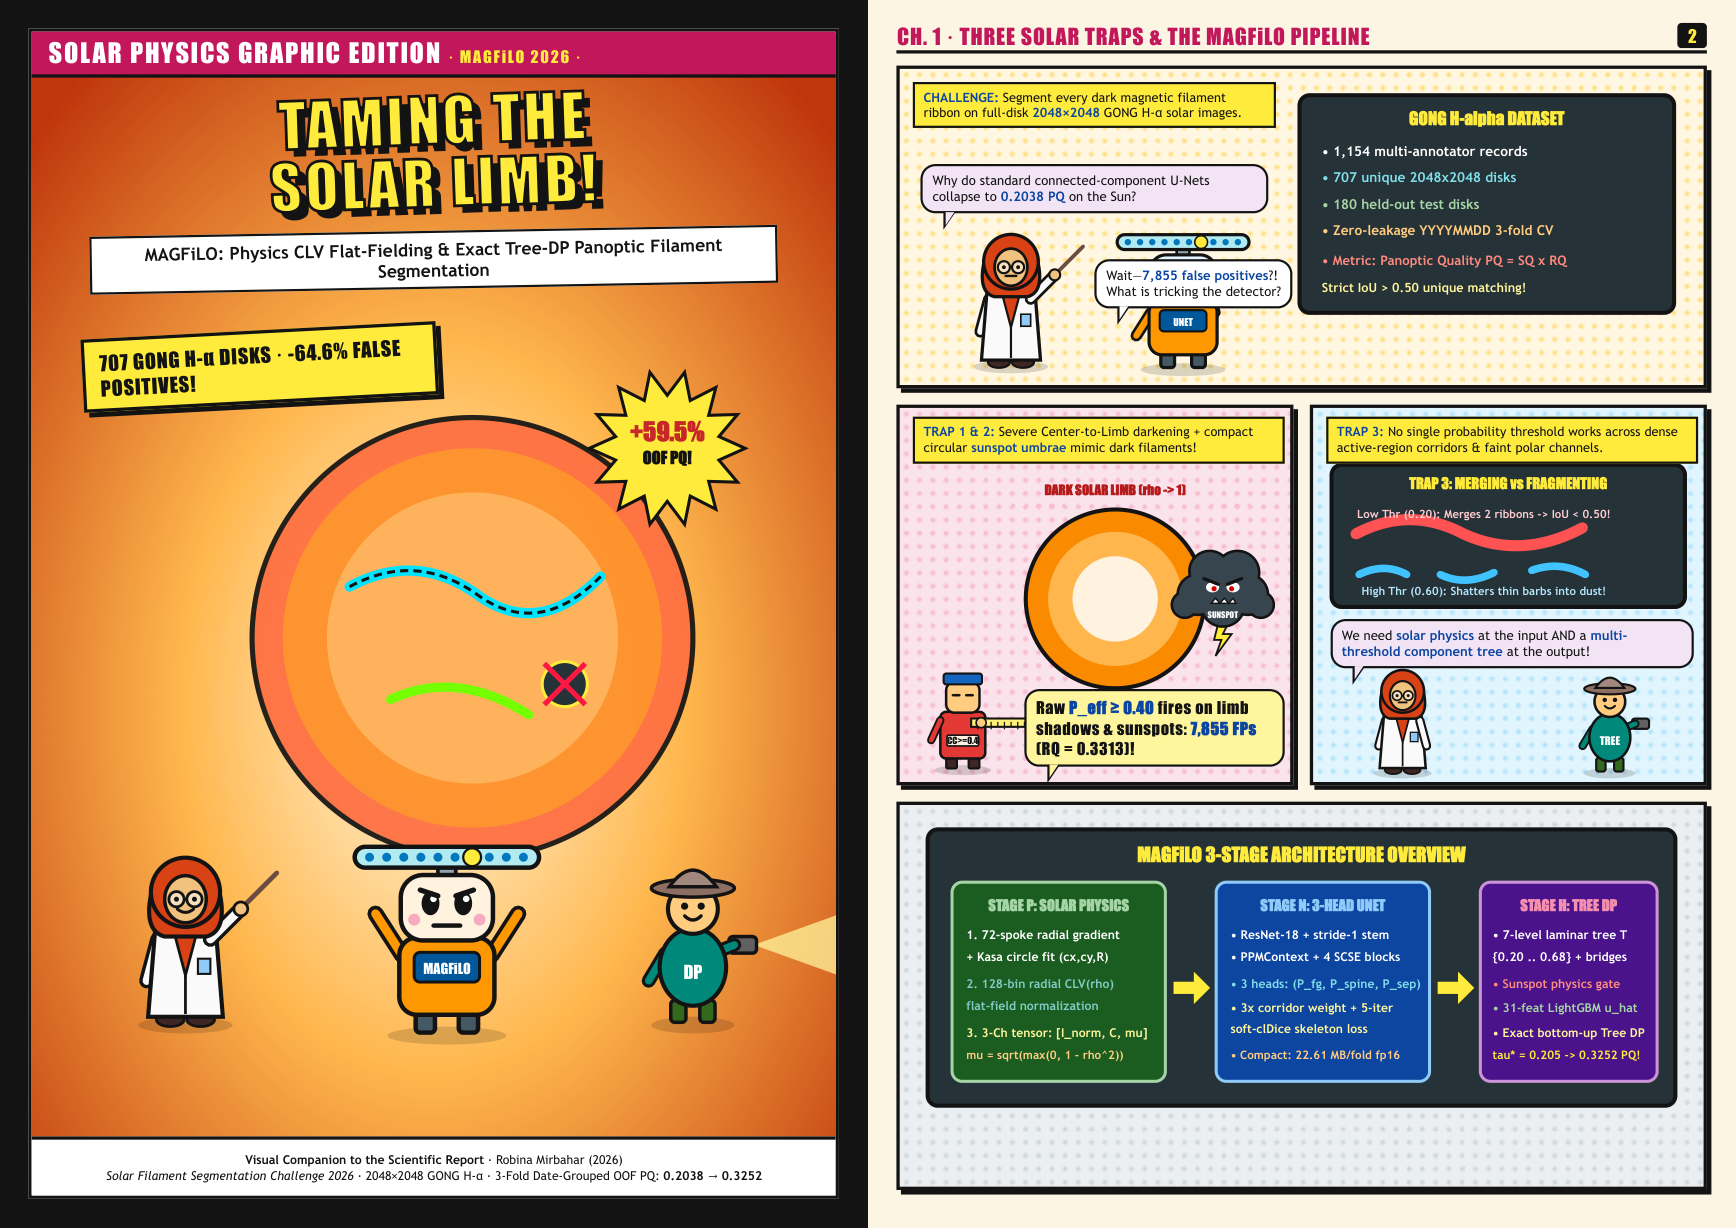 SOLAR PHYSICS GRAPHIC EDITION · MAGFiLO 2026 ·
TAMING THE
SOLAR LIMB!
MAGFiLO: Physics CLV Flat-Fielding & Exact Tree-DP Panoptic Filament
Segmentation
707 GONG H-α DISKS · -64.6% FALSE
POSITIVES!
+59.5%
OOF PQ!
MAGFiLO
DP
Visual Companion to the Scientific Report · Robina Mirbahar (2026)
Solar Filament Segmentation Challenge 2026 · 2048×2048 GONG H-α · 3-Fold Date-Grouped OOF PQ: 0.2038 → 0.3252
CH. 1 · THREE SOLAR TRAPS & THE MAGFiLO PIPELINE
2
CHALLENGE: Segment every dark magnetic filament
ribbon on full-disk 2048×2048 GONG H-α solar images.
Why do standard connected-component U-Nets
collapse to 0.2038 PQ on the Sun?
Wait—7,855 false positives?!
What is tricking the detector?
UNET
GONG H-alpha DATASET
• 1,154 multi-annotator records
• 707 unique 2048x2048 disks
• 180 held-out test disks
• Zero-leakage YYYYMMDD 3-fold CV
• Metric: Panoptic Quality PQ = SQ x RQ
Strict IoU > 0.50 unique matching!
TRAP 1 & 2: Severe Center-to-Limb darkening + compact
circular sunspot umbrae mimic dark filaments!
DARK SOLAR LIMB (rho -> 1)
SUNSPOT
CC>=0.4
Raw P_eff ≥ 0.40 fires on limb
shadows & sunspots: 7,855 FPs
(RQ = 0.3313)!
TRAP 3: No single probability threshold works across dense
active-region corridors & faint polar channels.
TRAP 3: MERGING vs FRAGMENTING
Low Thr (0.20): Merges 2 ribbons -> IoU < 0.50!
High Thr (0.60): Shatters thin barbs into dust!
We need solar physics at the input AND a multi-
threshold component tree at the output!
TREE
MAGFILO 3-STAGE ARCHITECTURE OVERVIEW
STAGE P: SOLAR PHYSICS
1. 72-spoke radial gradient
+ Kasa circle fit (cx,cy,R)
2. 128-bin radial CLV(rho)
flat-field normalization
3. 3-Ch tensor: [I_norm, C, mu]
mu = sqrt(max(0, 1 - rho^2))
STAGE N: 3-HEAD UNET
• ResNet-18 + stride-1 stem
• PPMContext + 4 SCSE blocks
• 3 heads: (P_fg, P_spine, P_sep)
• 3x corridor weight + 5-iter
soft-clDice skeleton loss
• Compact: 22.61 MB/fold fp16
STAGE H: TREE DP
• 7-level laminar tree T
{0.20 .. 0.68} + bridges
• Sunspot physics gate
• 31-feat LightGBM u_hat
• Exact bottom-up Tree DP
tau* = 0.205 -> 0.3252 PQ!